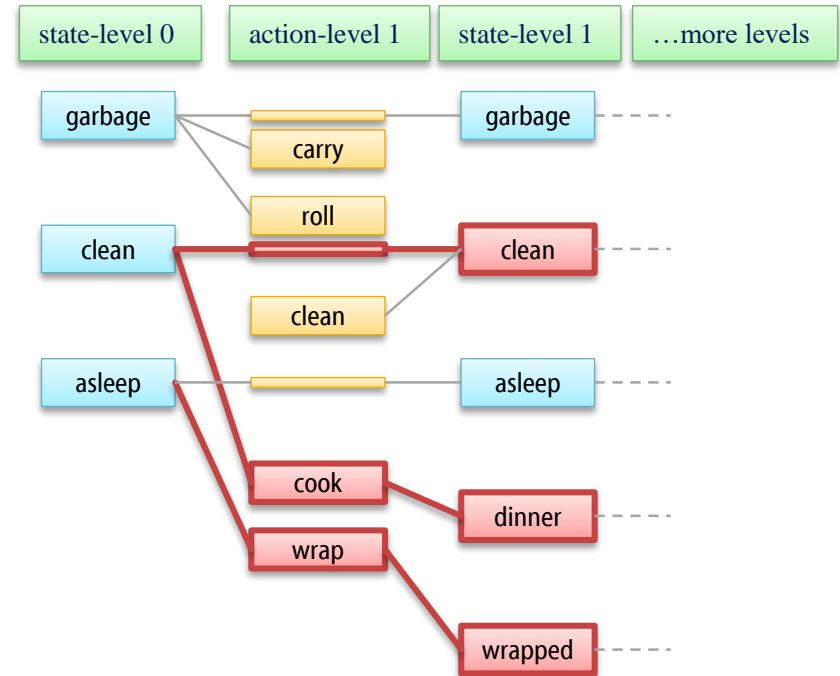 state-level 0
action-level 1
state-level 1
…more levels
garbage
garbage
carry
roll
clean
clean
clean
asleep
asleep
cook
dinner
wrap
wrapped